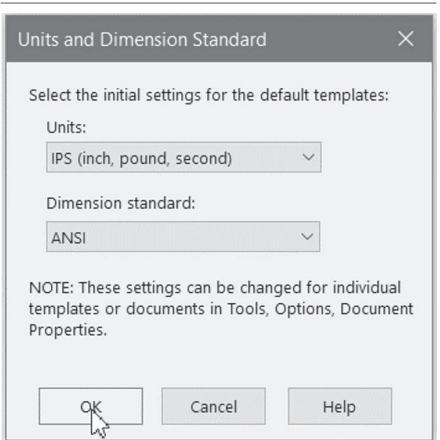 Units and Dimension Standard
Select the initial settings for the default templates:
Units:
IPS (inch, pound, second)
Dimension standard:
ANSI
NOTE: These settings can be changed for individual
templates or documents in Tools, Options, Document
Properties.
OK Cancel Help